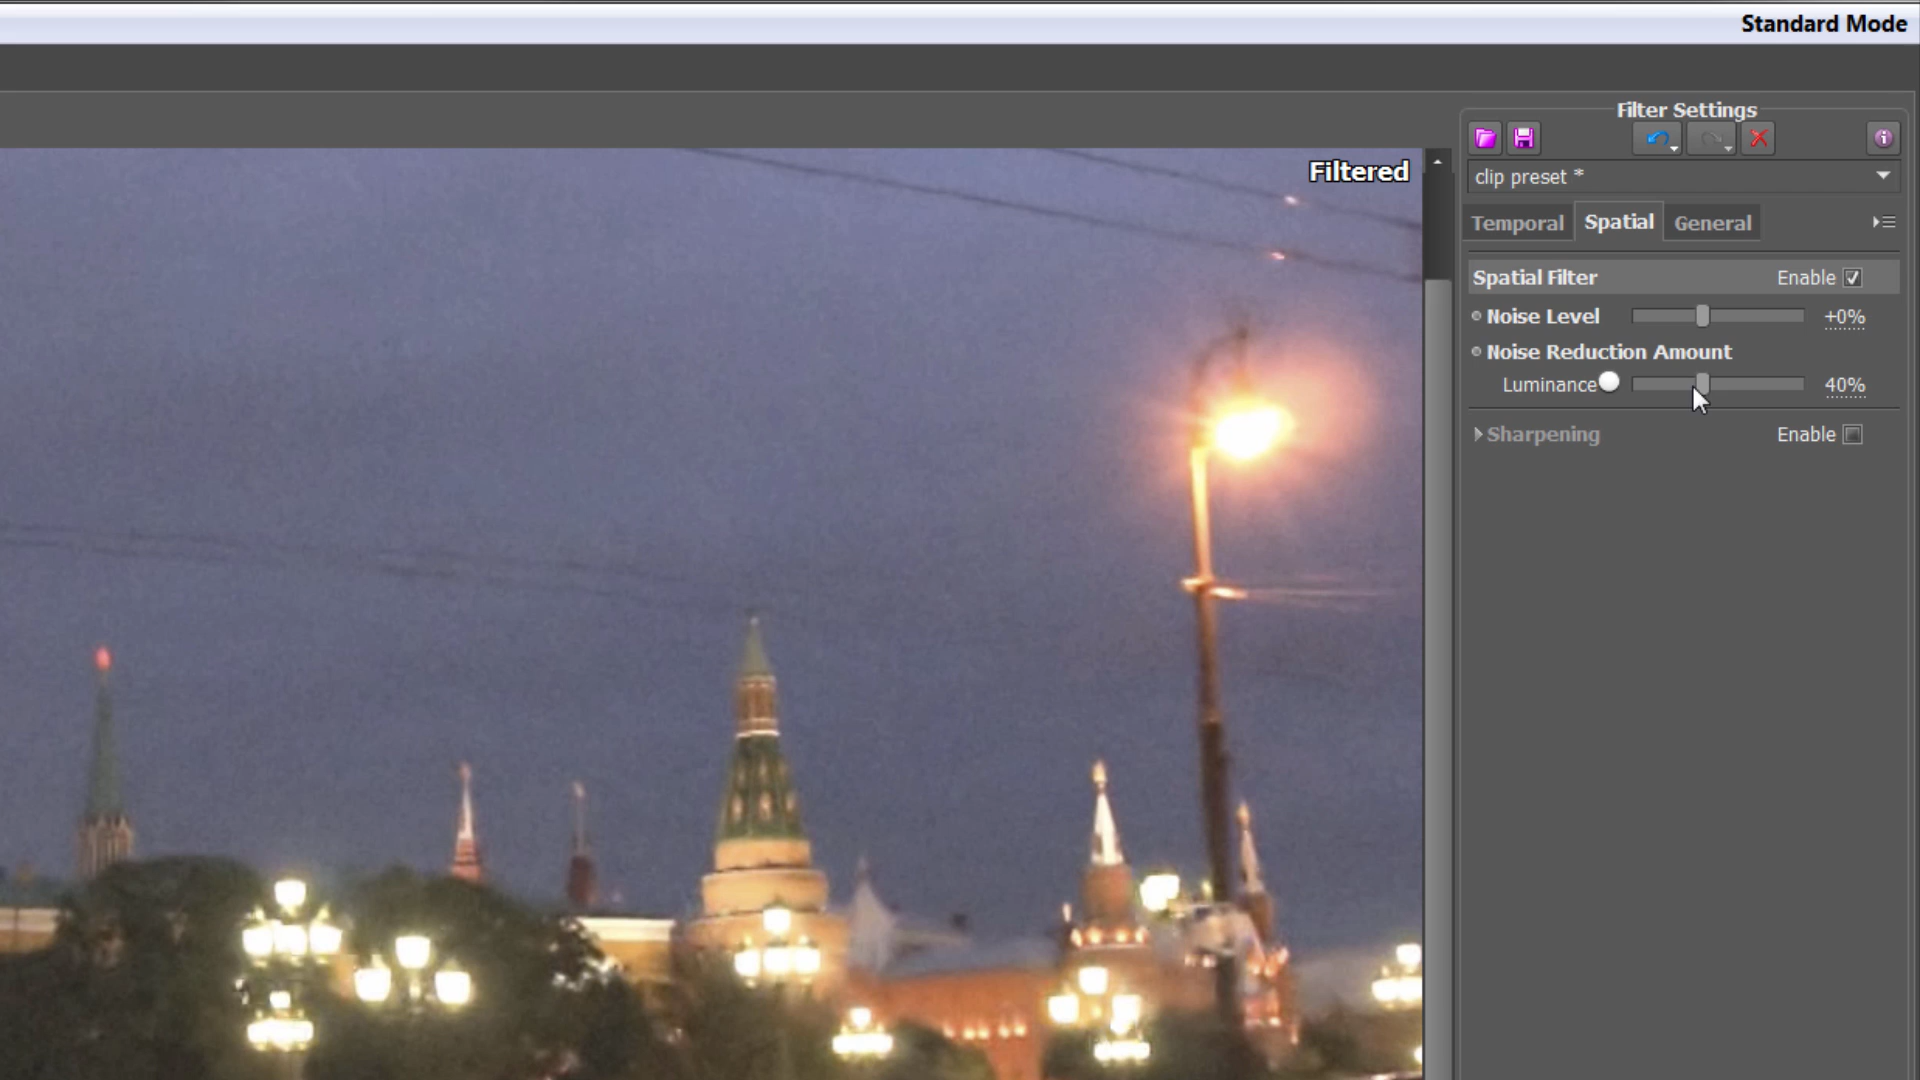 Standard Mode
Filter Settings
Filtered
clip preset *
Temporal Spatial General
Spatial Filter Enable
Noise Level +0%
Noise Reduction Amount
Luminance 40%
Sharpening Enable